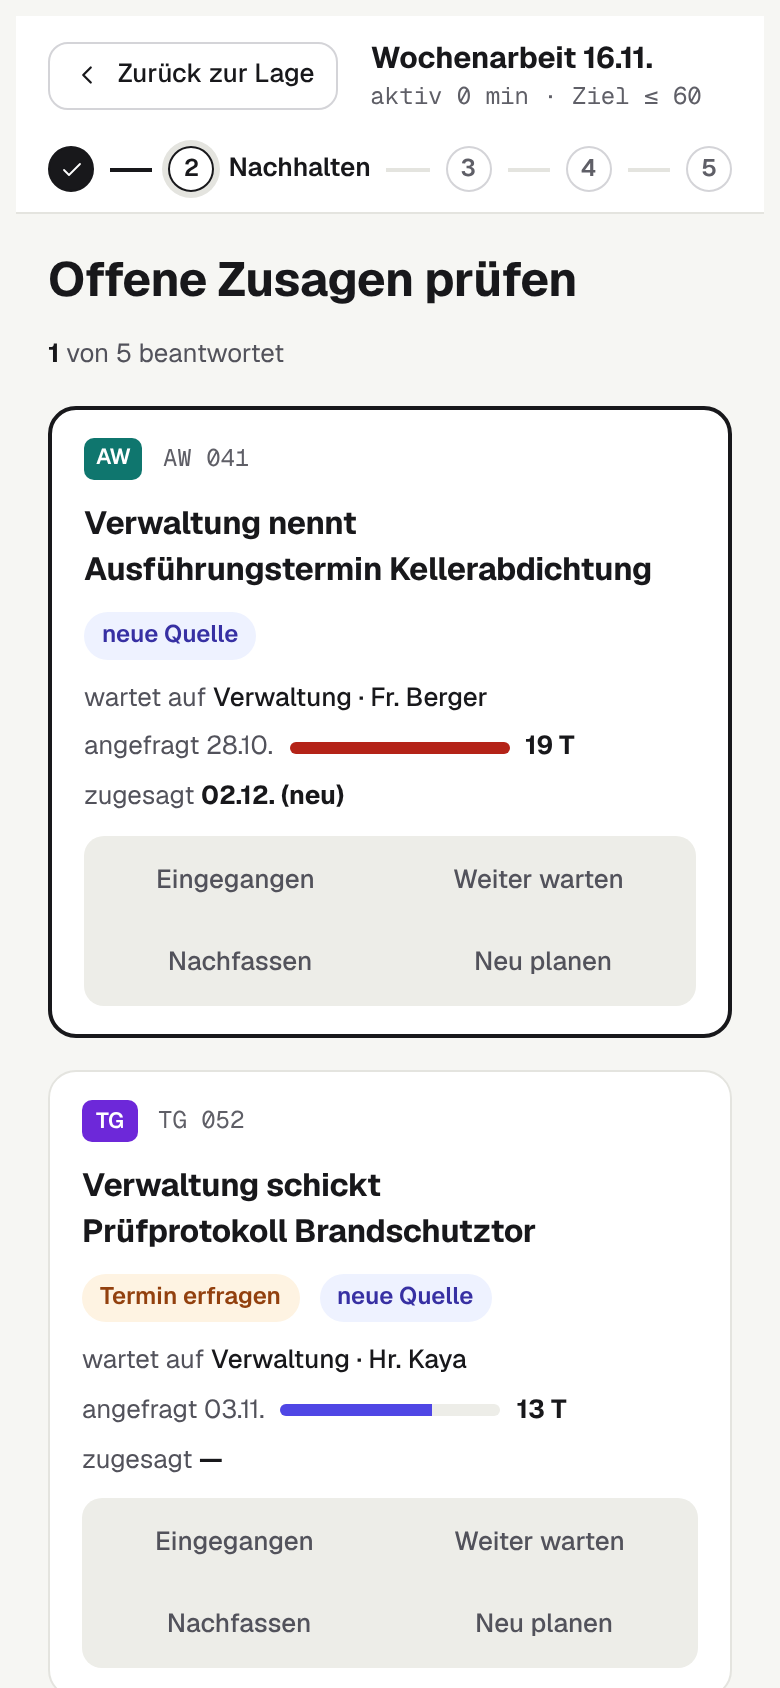 Zurück zur Lage
Wochenarbeit 16.11.
aktiv 0 min · Ziel ≤ 60
2 Nachhalten 3 4 5
Offene Zusagen prüfen
1 von 5 beantwortet
AW AW 041
Verwaltung nennt
Ausführungstermin Kellerabdichtung
neue Quelle
wartet auf Verwaltung · Fr. Berger
angefragt 28.10. 19 T
zugesagt 02.12. (neu)
Eingegangen Weiter warten
Nachfassen Neu planen
TG TG 052
Verwaltung schickt
Prüfprotokoll Brandschutztor
Termin erfragen neue Quelle
wartet auf Verwaltung · Hr. Kaya
angefragt 03.11. 13 T
zugesagt —
Eingegangen Weiter warten
Nachfassen Neu planen